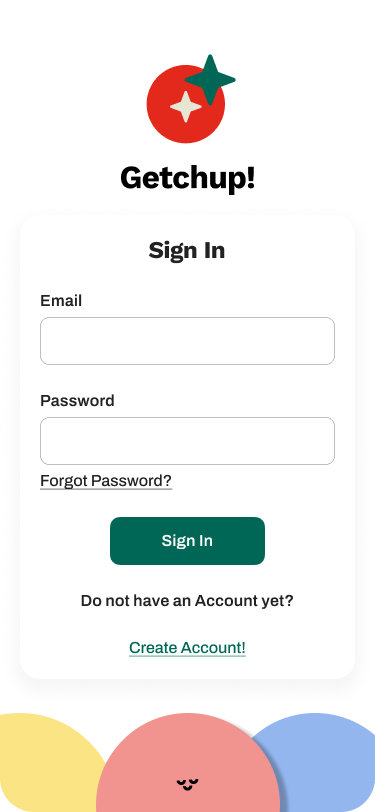 Getchup!
Sign In
Email
Password
Forgot Password?
Sign In
Do not have an Account yet?
Create Account!